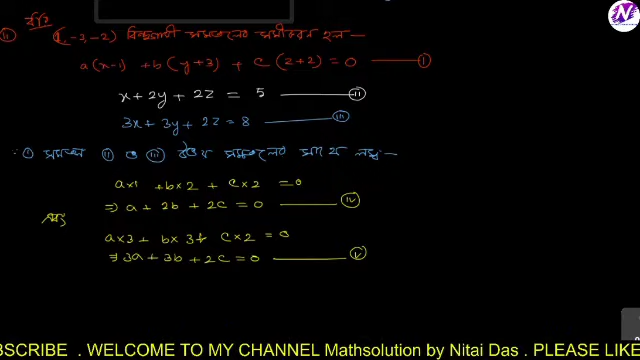 N
(ii) (1, -3, -2) বিন্দুগামী সমতলের সমীকরণ হল —
a(x-1) + b(y+3) + c(z+2) = 0 —— (i)
x + 2y + 2z = 5 —— (ii)
3x + 3y + 2z = 8 —— (iii)
∴ (i) সমতল (ii) ও (iii) উভয় সমতলের সাথে লম্ব —
a×1 + b×2 + c×2 = 0
⇒ a + 2b + 2c = 0 —— (iv)
এবং
a×3 + b×3 + c×2 = 0
⇒ 3a + 3b + 2c = 0 —— (v)
BSCRIBE . WELCOME TO MY CHANNEL Mathsolution by Nitai Das . PLEASE LIKE